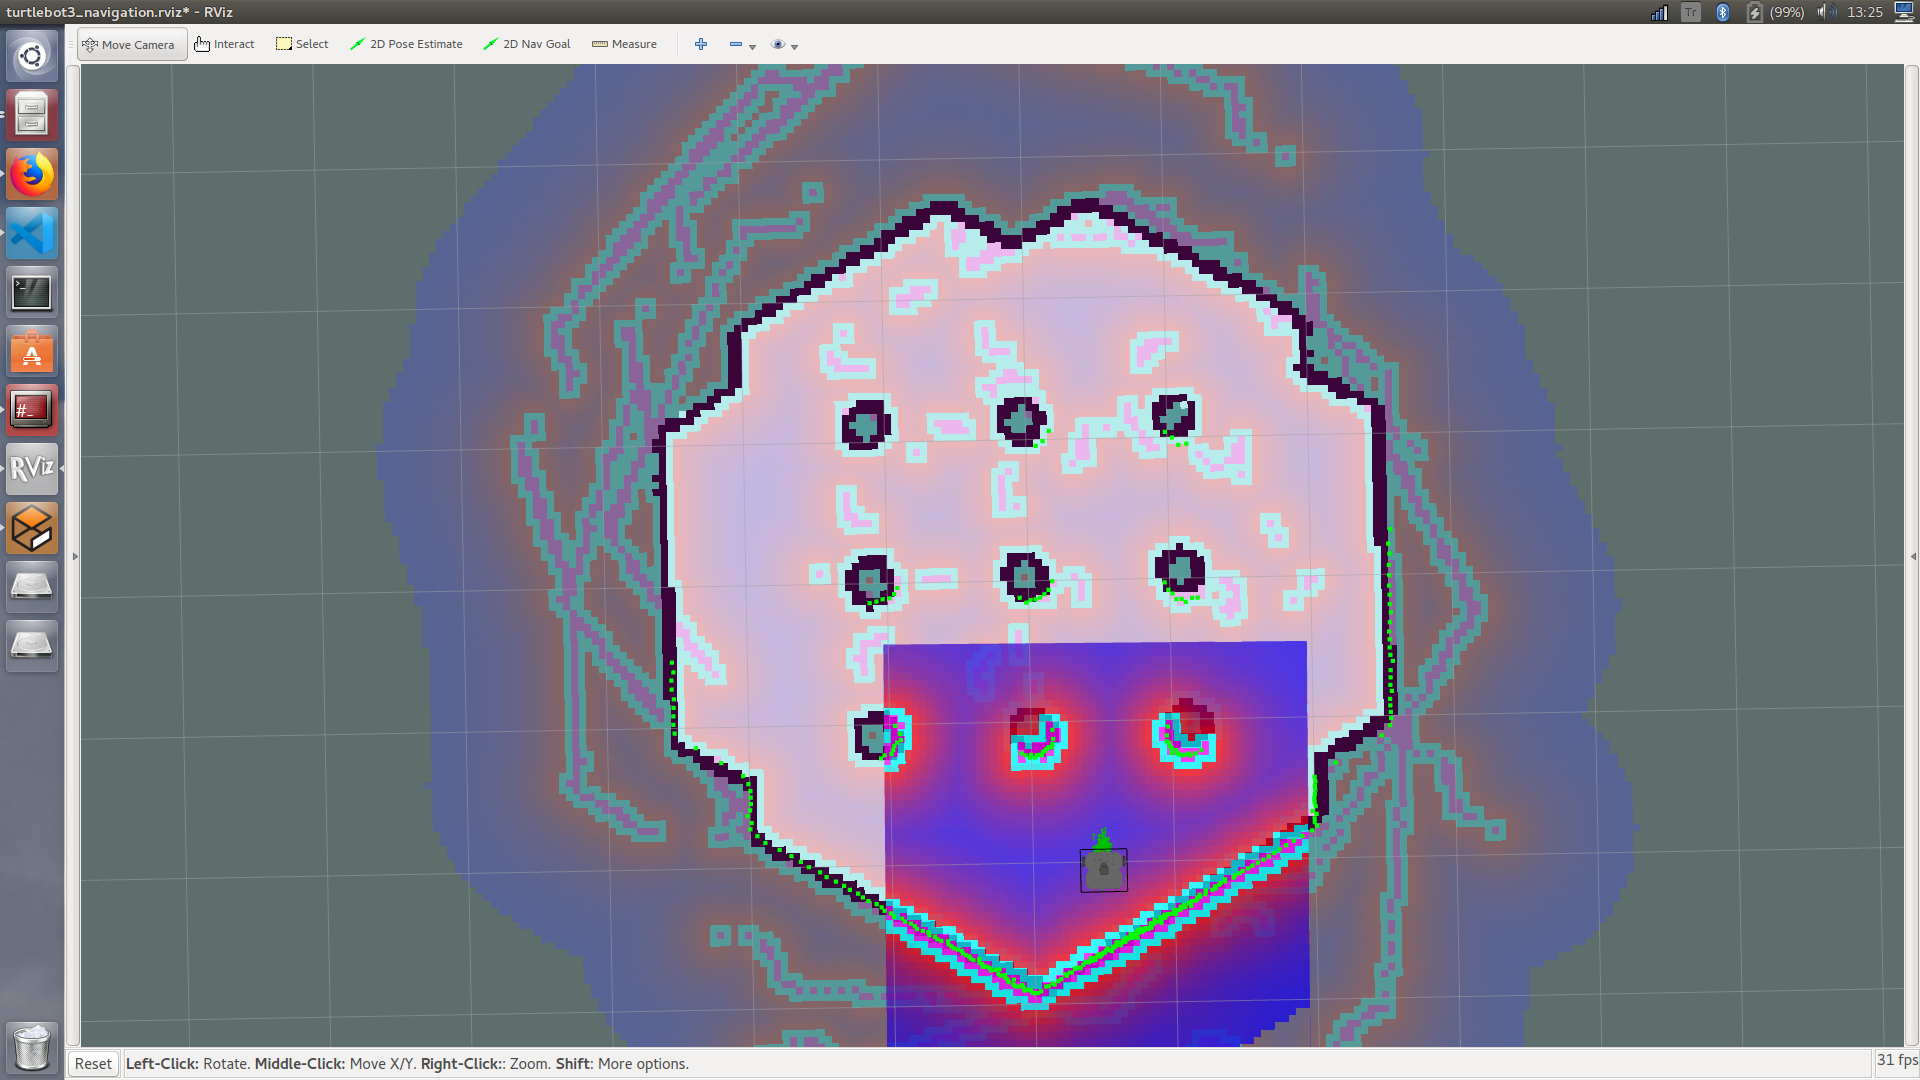 turtlebot3_navigation.rviz* - RViz
Tr
(99%)
13:25
Move Camera
Interact
Select
2D Pose Estimate
2D Nav Goal
Measure
>_
A
#_
RViz
Reset
Left-Click: Rotate. Middle-Click: Move X/Y. Right-Click:: Zoom. Shift: More options.
31 fps